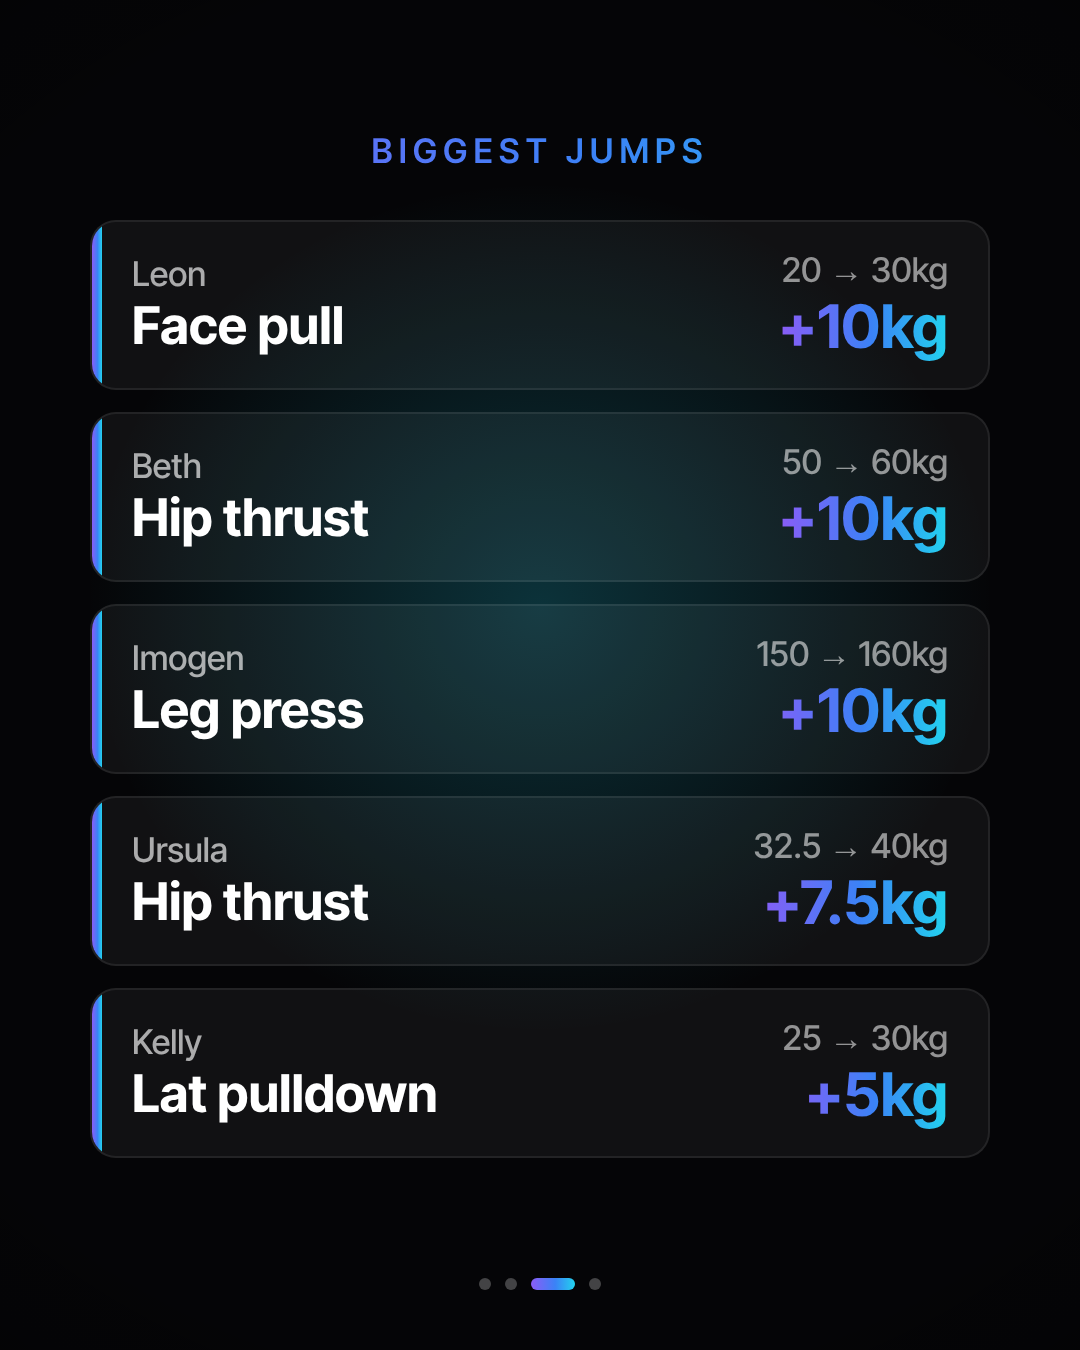 BIGGEST JUMPS
Leon
20 → 30kg
Face pull
+10kg
Beth
50 → 60kg
Hip thrust
+10kg
Imogen
150 → 160kg
Leg press
+10kg
Ursula
32.5 → 40kg
Hip thrust
+7.5kg
Kelly
25 → 30kg
Lat pulldown
+5kg